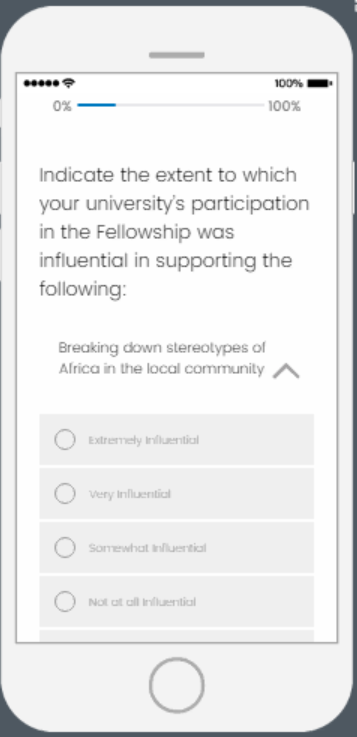 100%
0% 100%
Indicate the extent to which
your university's participation
in the Fellowship was
influential in supporting the
following:
Breaking down stereotypes of
Africa in the local community
Extremely Influential
Very Influential
Somewhat Influential
Not at all Influential